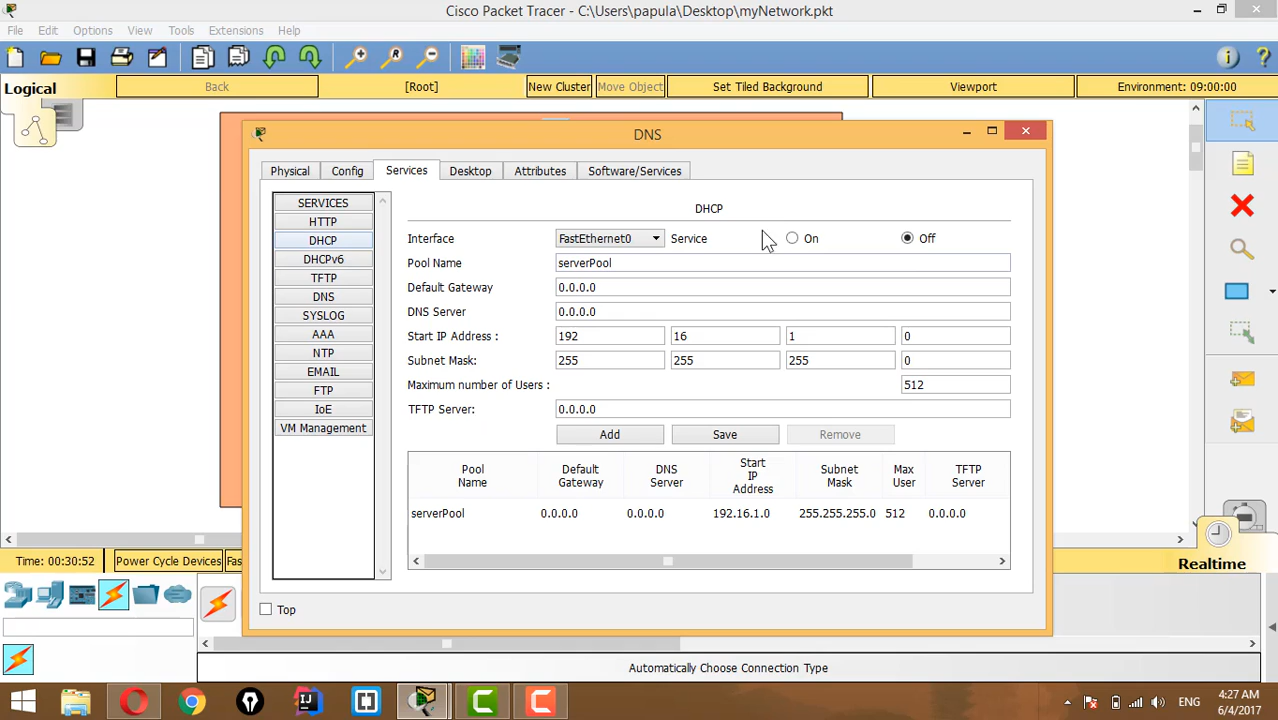 Cisco Packet Tracer - C:\Users\papula\Desktop\myNetwork.pkt
File Edit View Tools Extensions Help
Logical Back [Root] New Cluster Move Object Set Tiled Background Viewport Environment: 09:00:00
DNS
Physical Config Services Desktop Attributes Software/Services
SERVICES
HTTP
DHCP
DHCPv6
TFTP
DNS
SYSLOG
AAA
NTP
EMAIL
FTP
IoE
VM Management
DHCP
Interface FastEthernet0 Service On Off
Pool Name serverPool
Default Gateway 0.0.0.0
DNS Server 0.0.0.0
Start IP Address : 192 16 1 0
Subnet Mask: 255 255 255 0
Maximum number of Users : 512
TFTP Server: 0.0.0.0
Add Save Remove
Pool Name Default Gateway DNS Server Start IP Address Subnet Mask Max User TFTP Server
serverPool 0.0.0.0 0.0.0.0 192.16.1.0 255.255.255.0 512 0.0.0.0
Top
Time: 00:30:52 Power Cycle Devices Fas
Realtime
Automatically Choose Connection Type
ENG 4:27 AM
6/4/2017